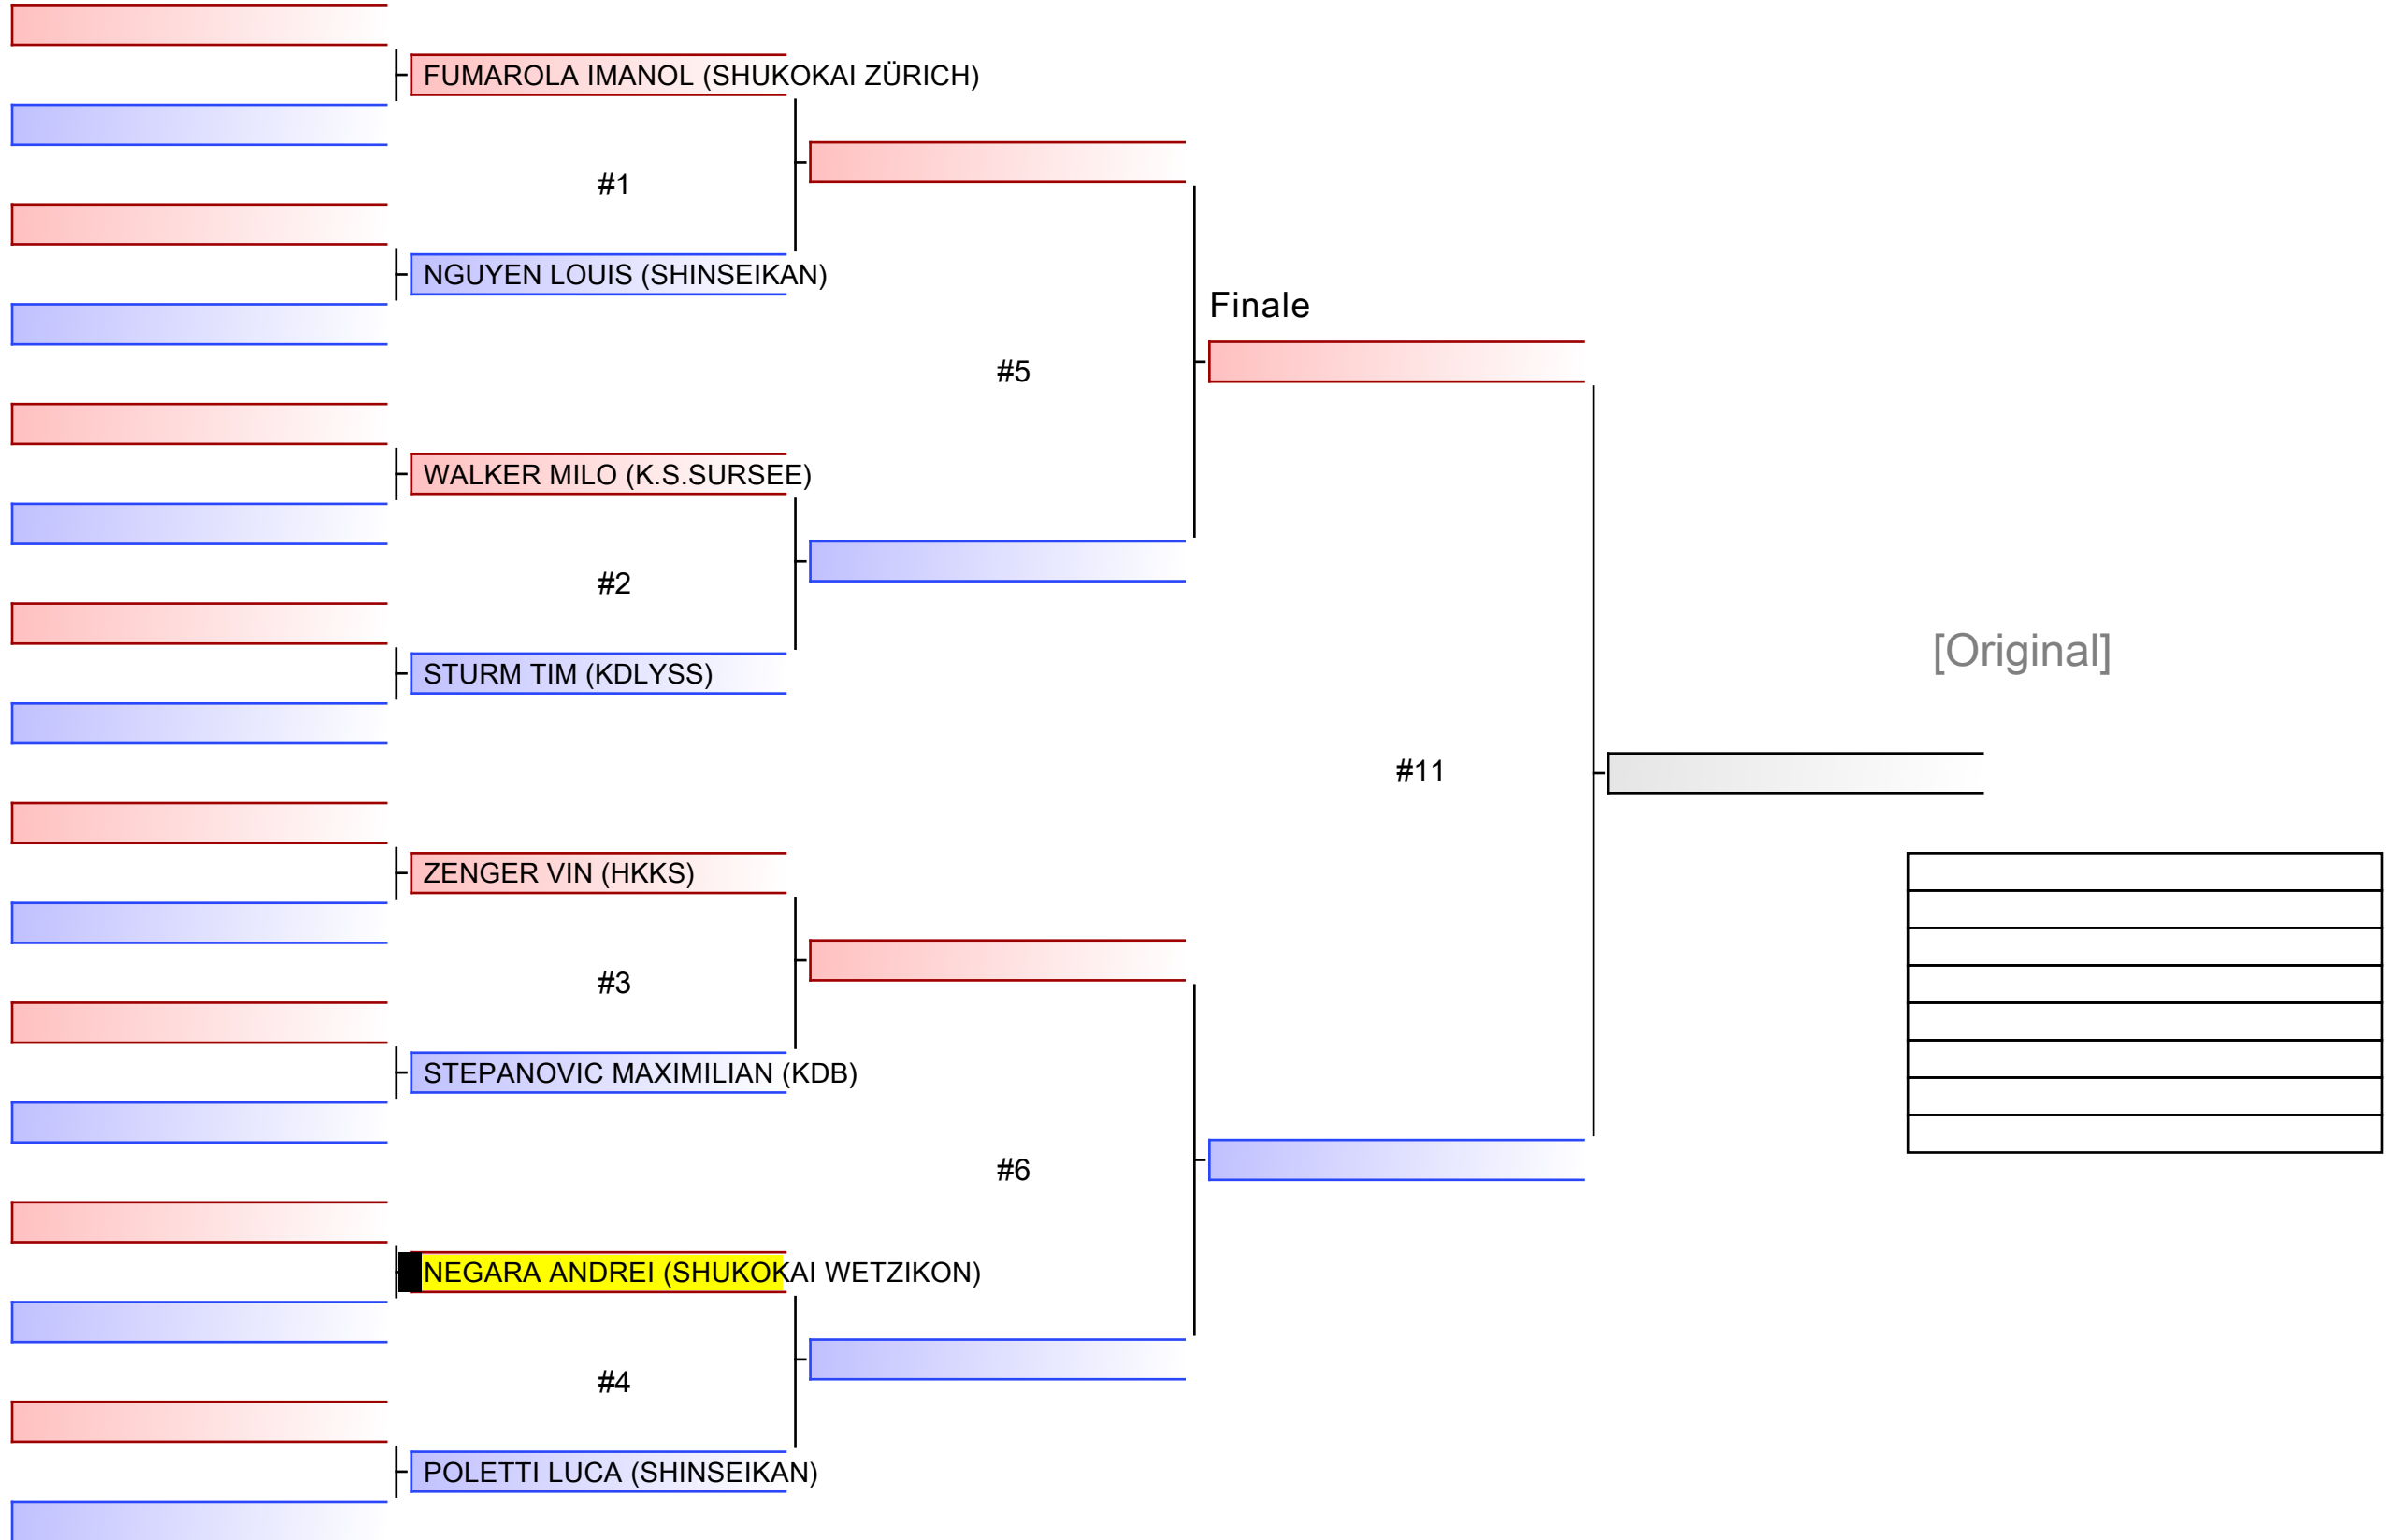 FUMAROLA IMANOL (SHUKOKAI ZÜRICH)
#1
NGUYEN LOUIS (SHINSEIKAN)
Finale
#5
WALKER MILO (K.S.SURSEE)
#2
STURM TIM (KDLYSS)
[Original]
#11
ZENGER VIN (HKKS)
#3
STEPANOVIC MAXIMILIAN (KDB)
#6
NEGARA ANDREI (SHUKOKAI WETZIKON)
#4
POLETTI LUCA (SHINSEIKAN)